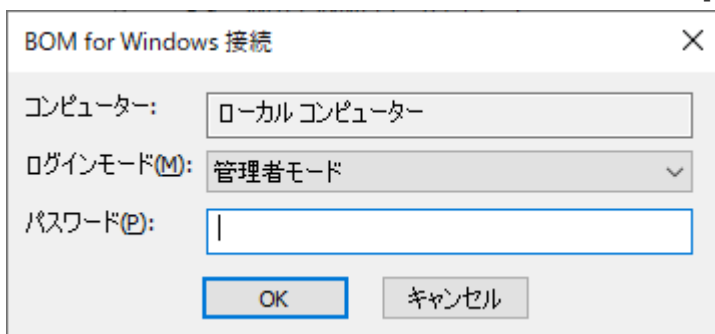 BOM for Windows 接続
コンピューター: ローカル コンピューター
ログインモード(M): 管理者モード
パスワード(P):
OK キャンセル